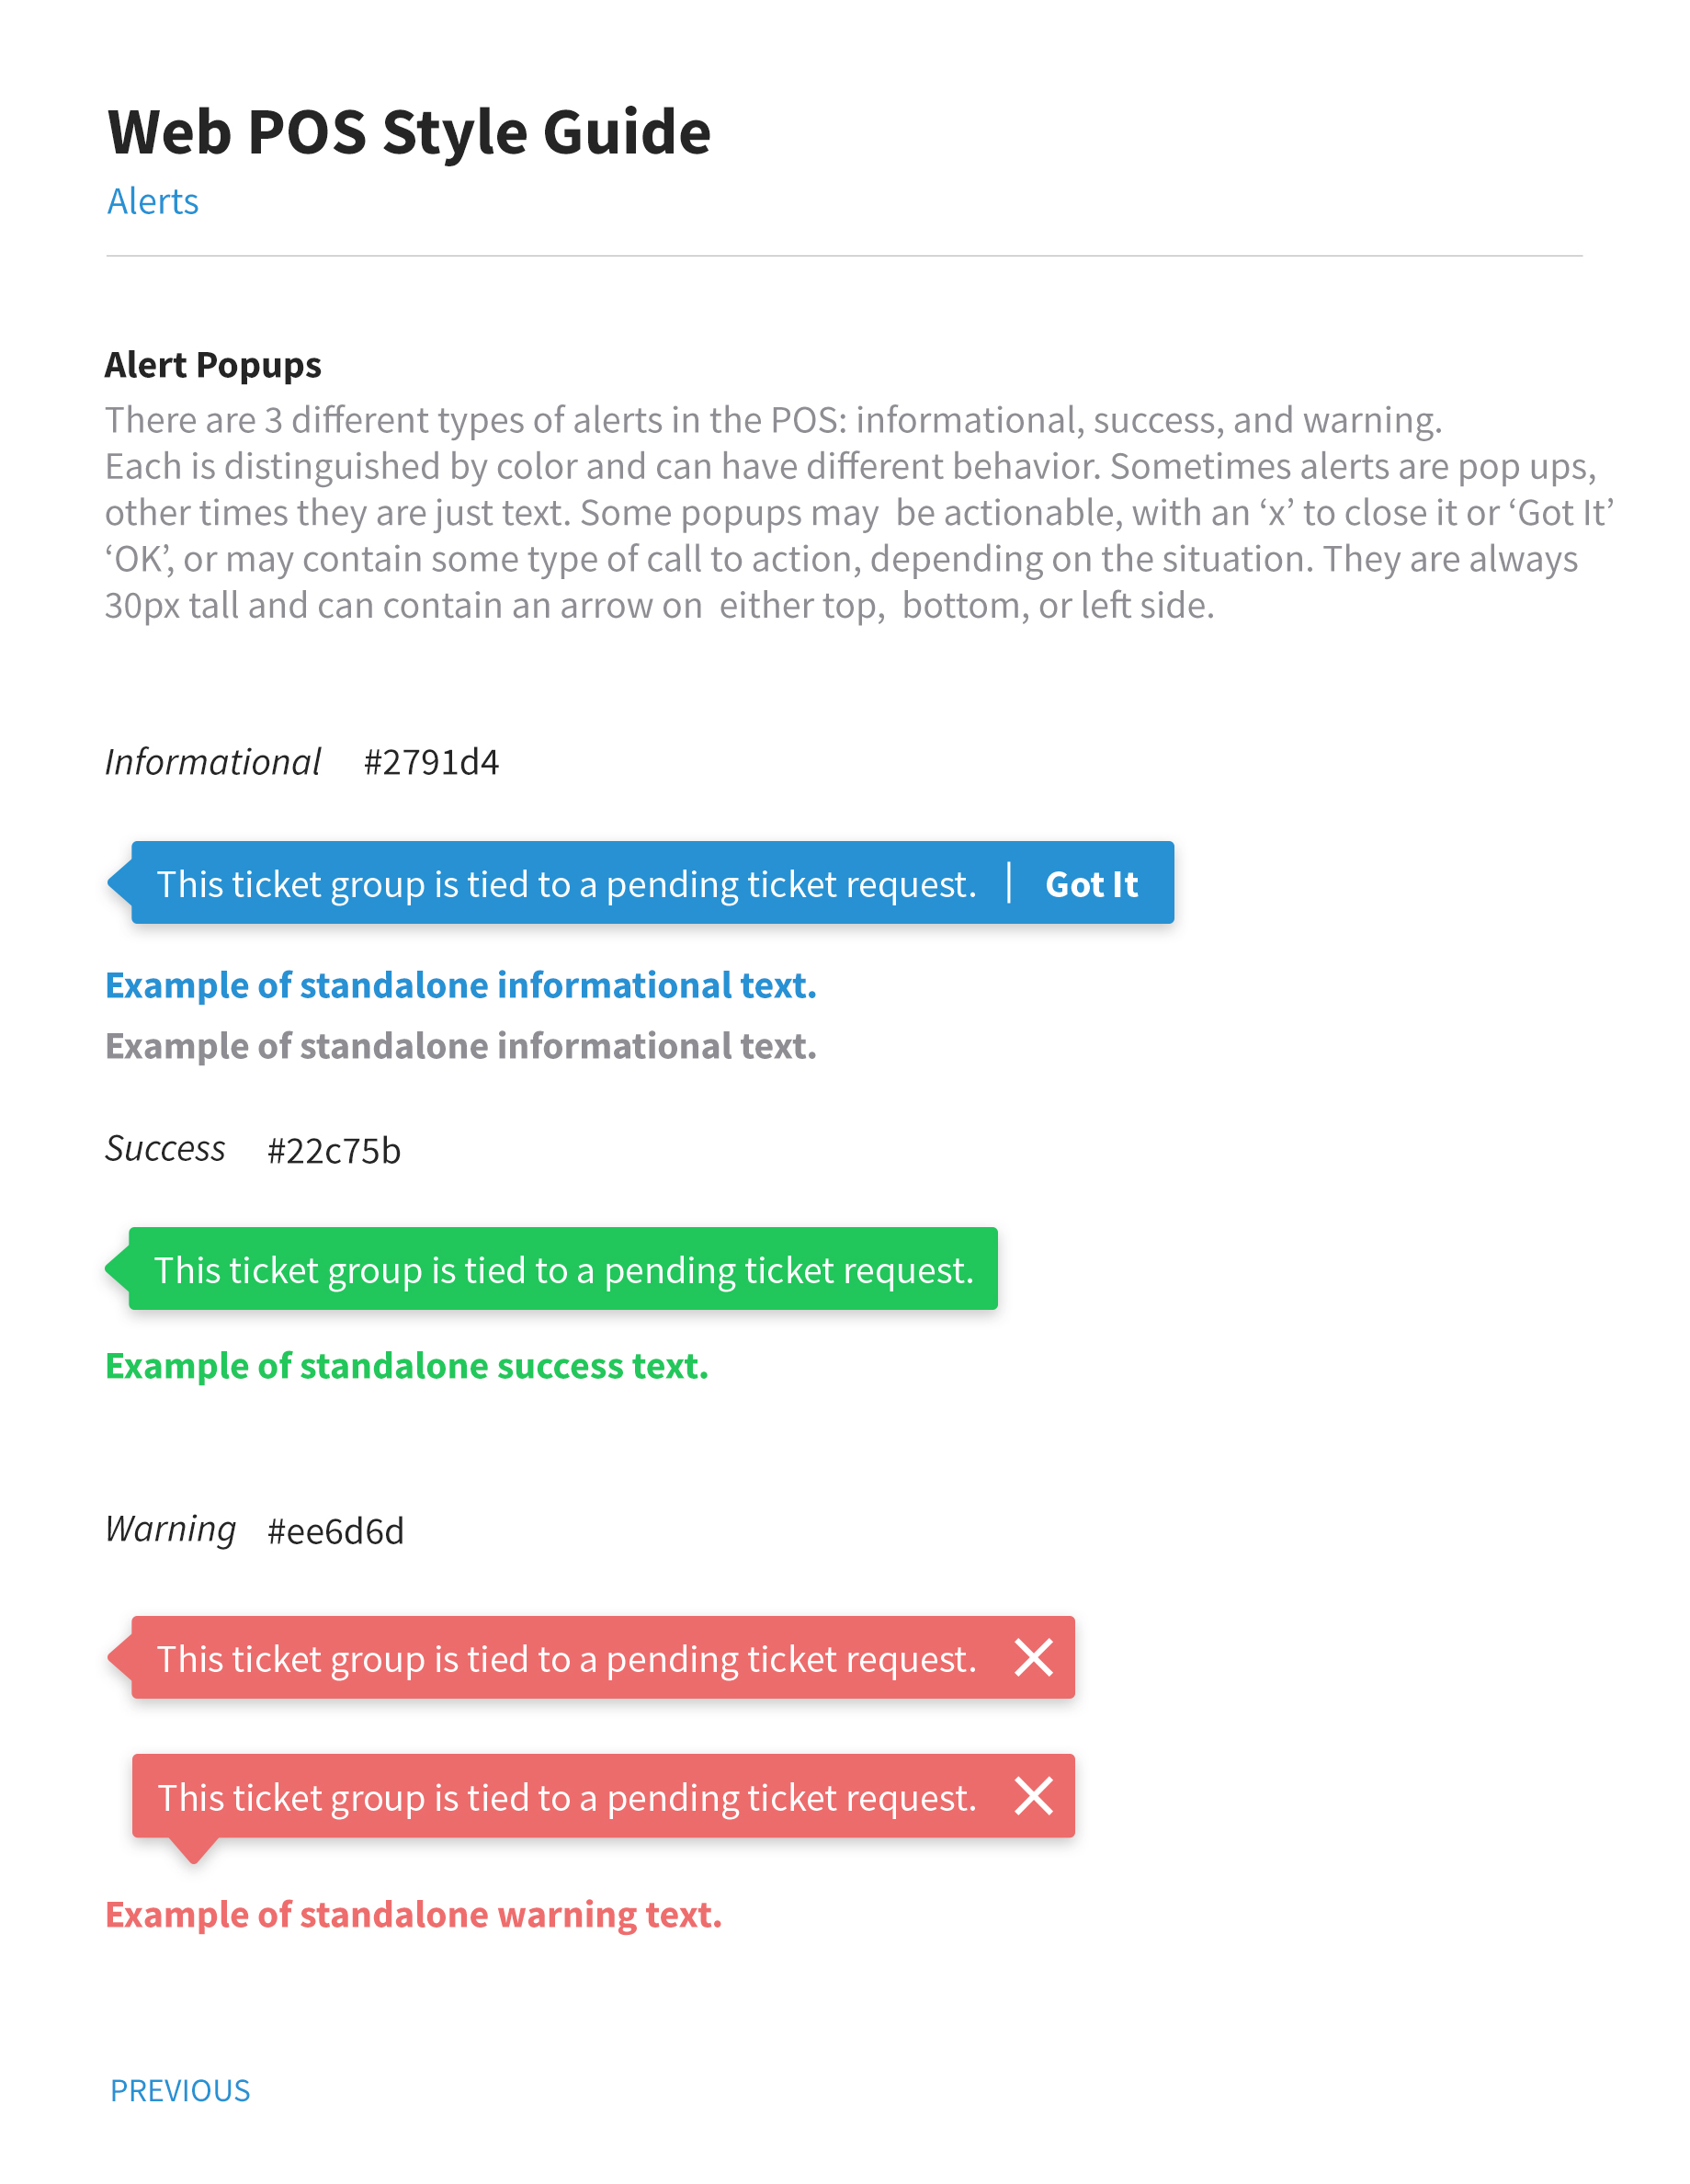 Web POS Style Guide
Alerts
Alert Popups
There are 3 different types of alerts in the POS: informational, success, and warning.
Each is distinguished by color and can have different behavior. Sometimes alerts are pop ups,
other times they are just text. Some popups may  be actionable, with an ‘x’ to close it or ‘Got It’
‘OK’, or may contain some type of call to action, depending on the situation. They are always
30px tall and can contain an arrow on  either top,  bottom, or left side.
Informational #2791d4
This ticket group is tied to a pending ticket request. | Got It
Example of standalone informational text.
Example of standalone informational text.
Success #22c75b
This ticket group is tied to a pending ticket request.
Example of standalone success text.
Warning #ee6d6d
This ticket group is tied to a pending ticket request.
This ticket group is tied to a pending ticket request.
Example of standalone warning text.
PREVIOUS